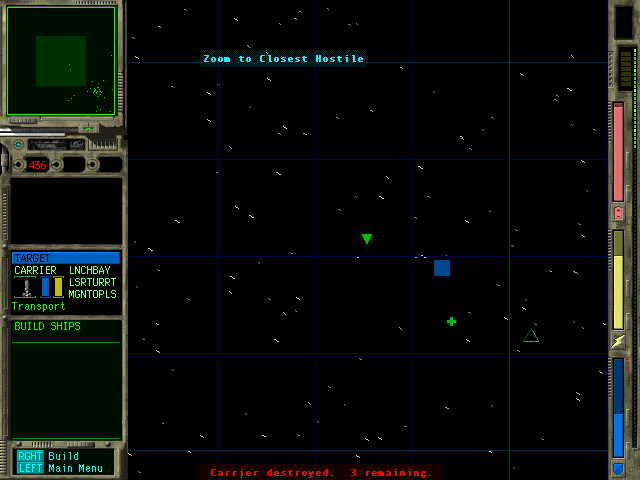 Zoom to Closest Hostile
436
TARGET
CARRIER LNCHBAY
LSRTURRT
MGNTOPLS
Transport
BUILD SHIPS
RGHT Build
LEFT Main Menu
Carrier destroyed. 3 remaining.